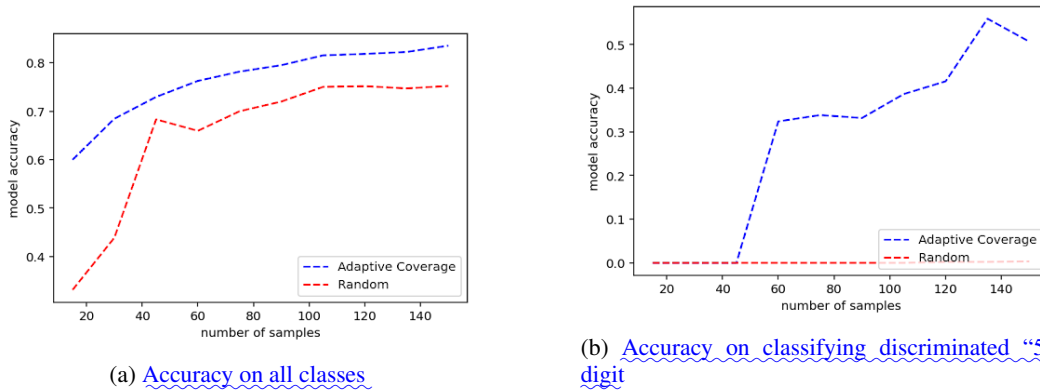 0.8
0.7
0.6
0.5
0.4
model accuracy
20 40 60 80 100 120 140
number of samples
Adaptive Coverage
Random
(a) Accuracy on all classes
0.5
0.4
0.3
0.2
0.1
0.0
model accuracy
20 40 60 80 100 120 140
number of samples
Adaptive Coverage
Random
(b) Accuracy on classifying discriminated “5
digit